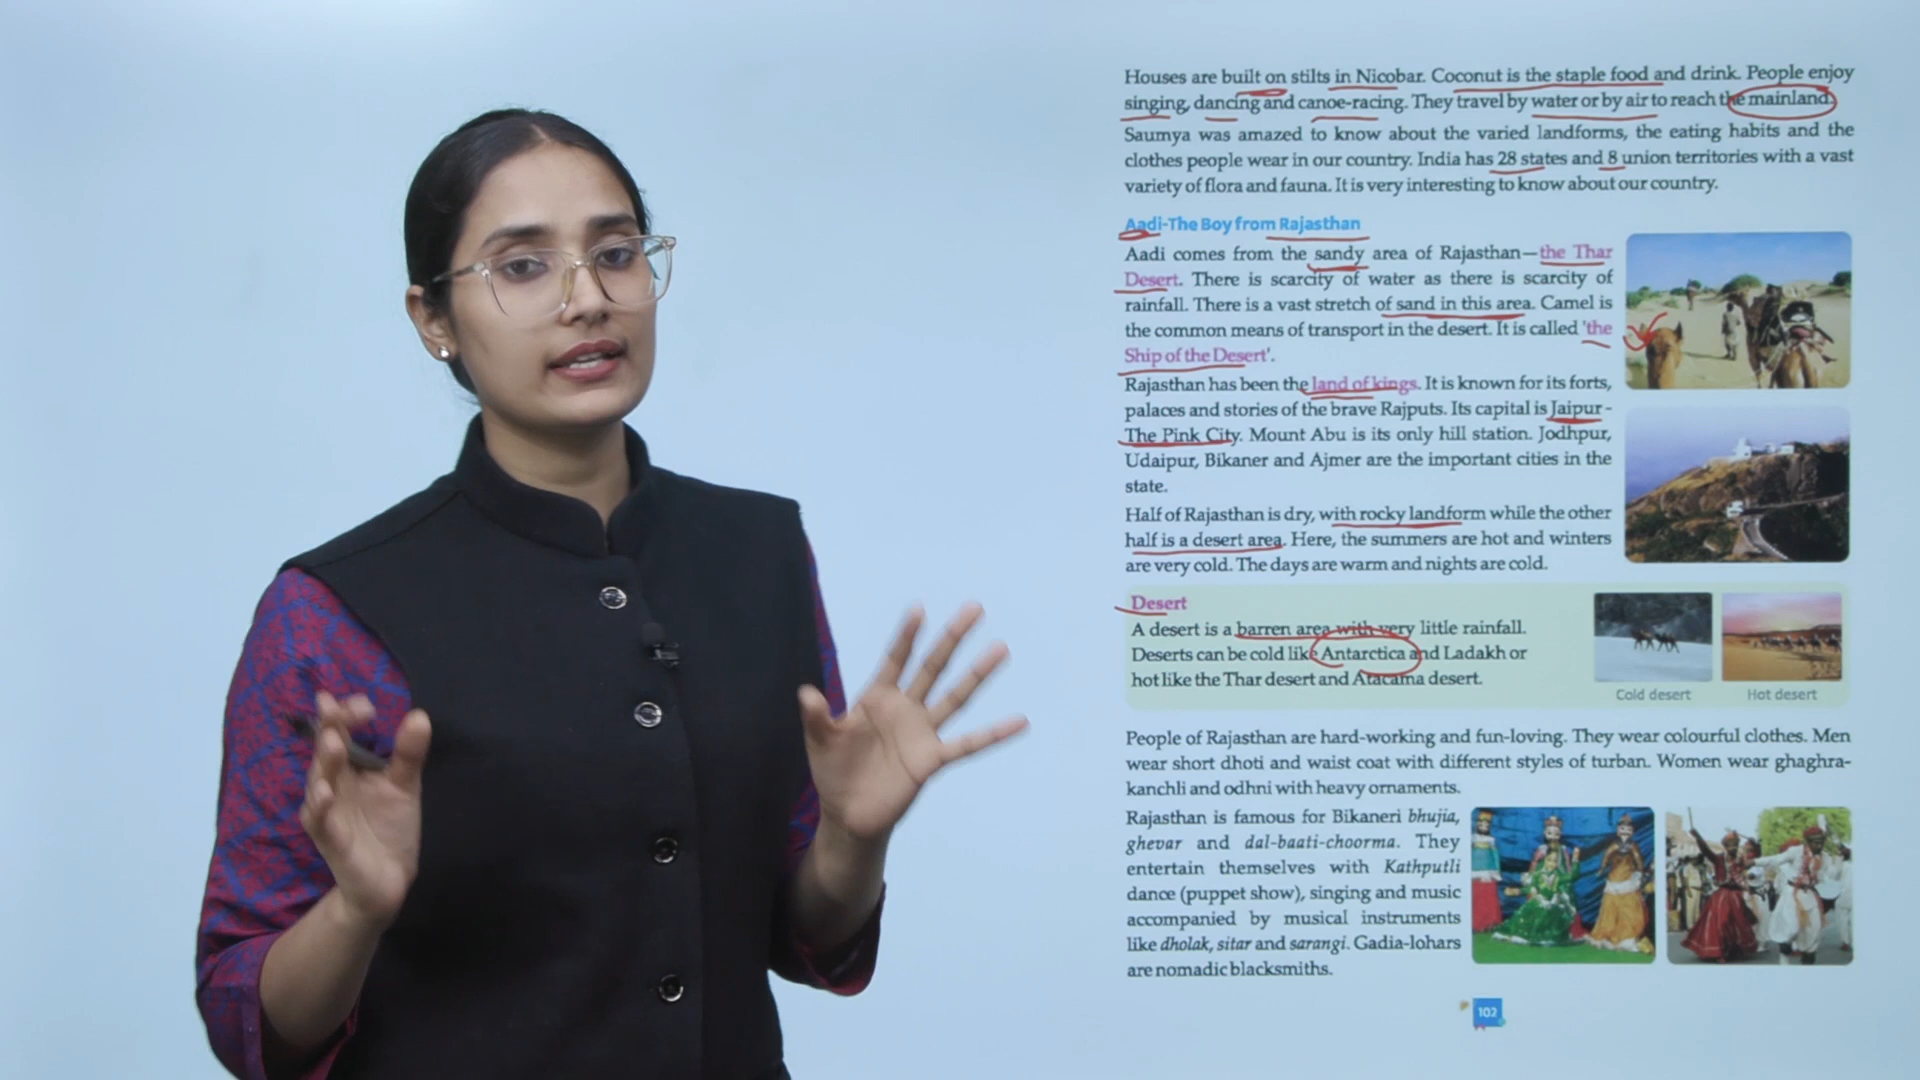 Houses are built on stilts in Nicobar. Coconut is the staple food and drink. People enjoy
singing, dancing and canoe-racing. They travel by water or by air to reach the mainland.
Saumya was amazed to know about the varied landforms, the eating habits and the
clothes people wear in our country. India has 28 states and 8 union territories with a vast
variety of flora and fauna. It is very interesting to know about our country.
Aadi-The Boy from Rajasthan
Aadi comes from the sandy area of Rajasthan—the Thar
Desert. There is scarcity of water as there is scarcity of
rainfall. There is a vast stretch of sand in this area. Camel is
the common means of transport in the desert. It is called 'the
Ship of the Desert'.
Rajasthan has been the land of kings. It is known for its forts,
palaces and stories of the brave Rajputs. Its capital is Jaipur -
The Pink City. Mount Abu is its only hill station. Jodhpur,
Udaipur, Bikaner and Ajmer are the important cities in the
state.
Half of Rajasthan is dry, with rocky landform while the other
half is a desert area. Here, the summers are hot and winters
are very cold. The days are warm and nights are cold.
Desert
A desert is a barren area with very little rainfall.
Deserts can be cold like Antarctica and Ladakh or
hot like the Thar desert and Atacama desert.
Cold desert
Hot desert
People of Rajasthan are hard-working and fun-loving. They wear colourful clothes. Men
wear short dhoti and waist coat with different styles of turban. Women wear ghaghra-
kanchli and odhni with heavy ornaments.
Rajasthan is famous for Bikaneri bhujia,
ghevar and dal-baati-choorma. They
entertain themselves with Kathputli
dance (puppet show), singing and music
accompanied by musical instruments
like dholak, sitar and sarangi. Gadia-lohars
are nomadic blacksmiths.
102